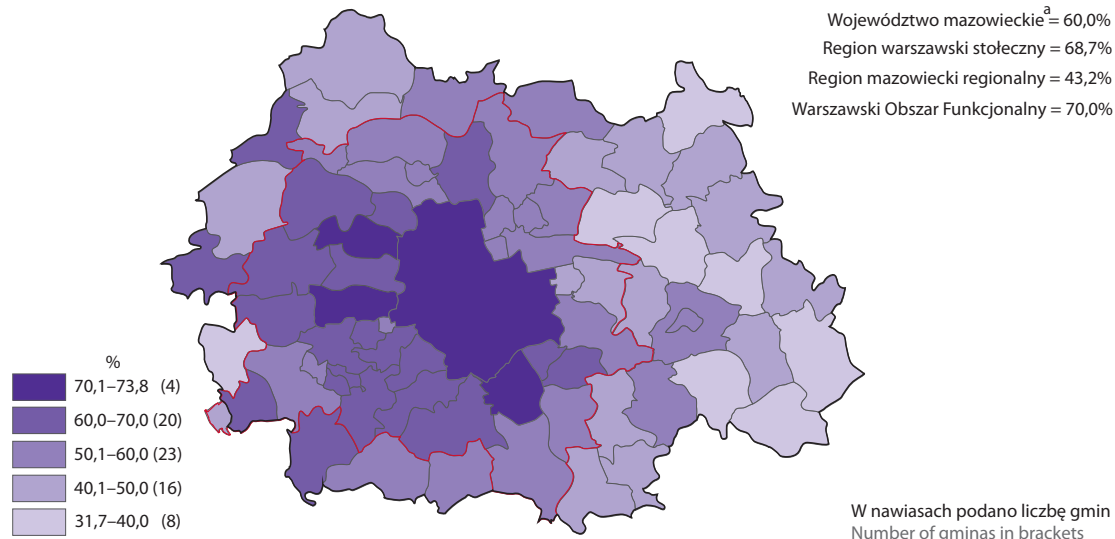 Województwo mazowieckie a = 60,0%
Region warszawski stołeczny = 68,7%
Region mazowiecki regionalny = 43,2%
Warszawski Obszar Funkcjonalny = 70,0%
%
70,1–73,8 (4)
60,0–70,0 (20)
50,1–60,0 (23)
40,1–50,0 (16)
31,7–40,0 (8)
W nawiasach podano liczbę gmin
Number of gminas in brackets